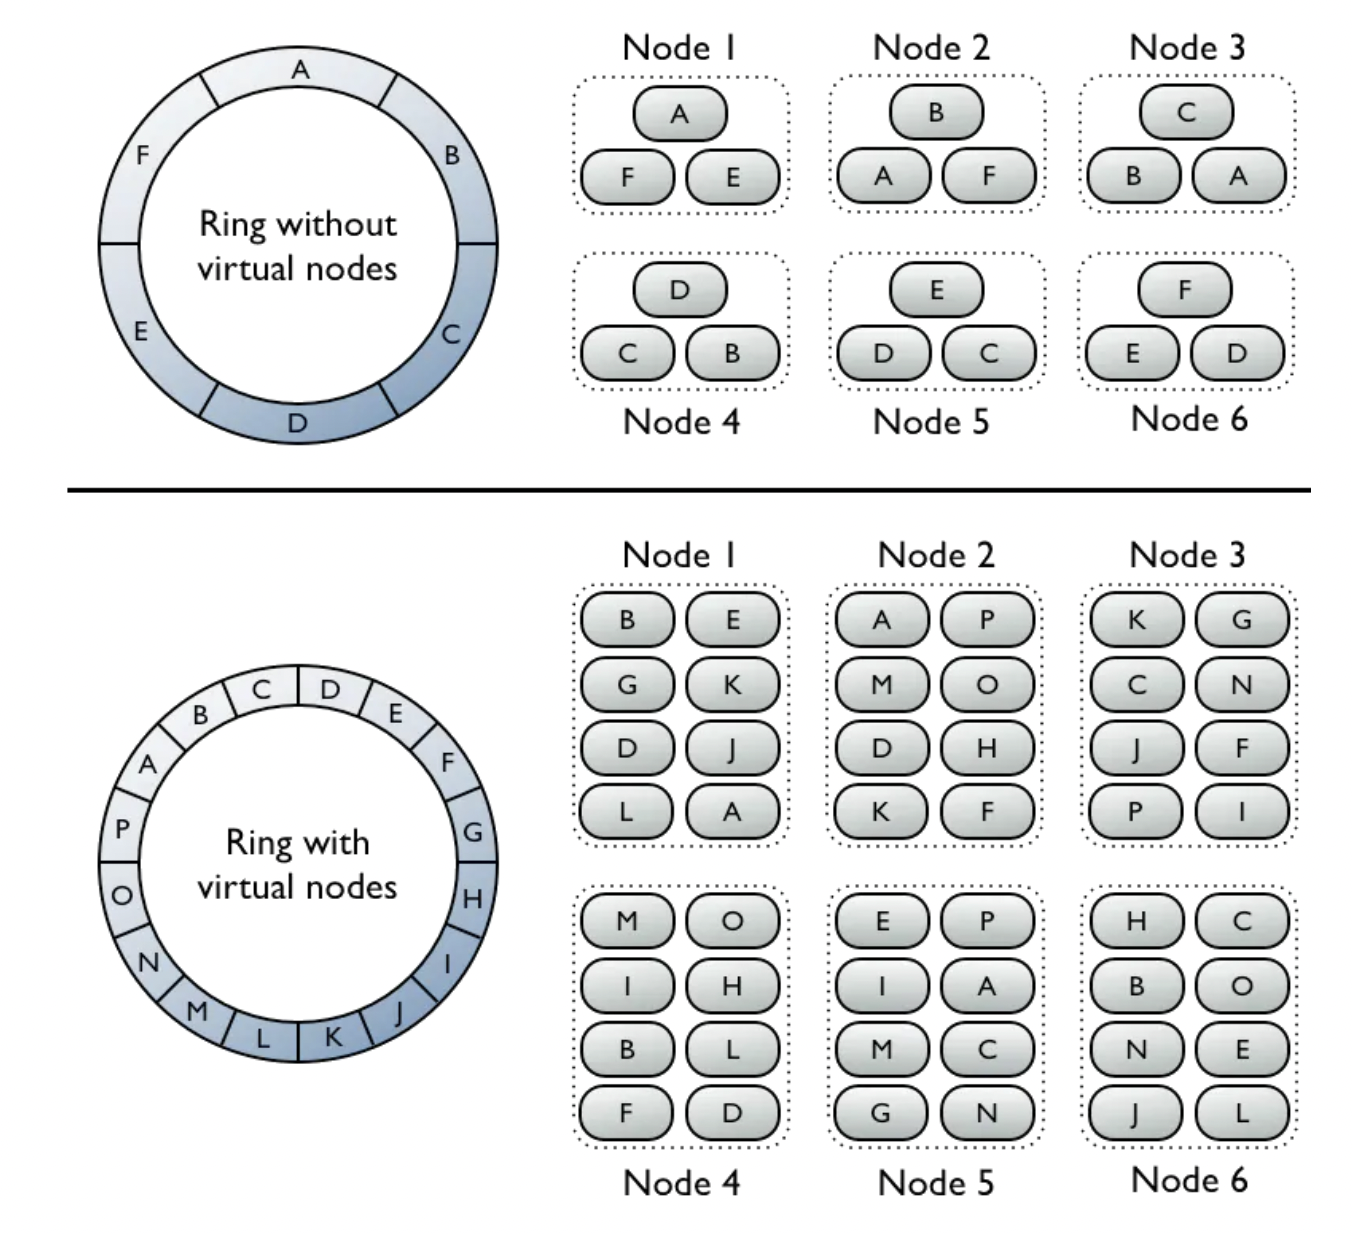 A
B
C
D
E
F
Ring without
virtual nodes
Node 1 Node 2 Node 3
A B C
F E A F B A
D E F
C B D C E D
Node 4 Node 5 Node 6
A
B
C
D
E
F
G
H
I
J
K
L
M
N
O
P
Ring with
virtual nodes
Node 1 Node 2 Node 3
B E A P K G
G K M O C N
D J D H J F
L A K F P I
M O E P H C
I H I A B O
B L M C N E
F D G N J L
Node 4 Node 5 Node 6